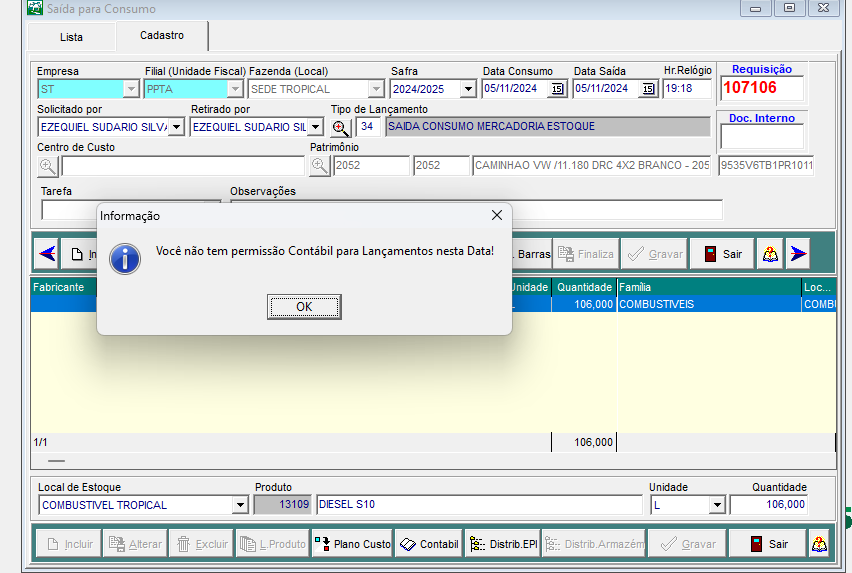 Saída para Consumo
Lista
Cadastro
Empresa Filial (Unidade Fiscal) Fazenda (Local) Safra Data Consumo Data Saída Hr.Relógio Requisição
ST PPTA SEDE TROPICAL 2024/2025 05/11/2024 15 05/11/2024 15 19:18 107106
Solicitado por Retirado por Tipo de Lançamento Doc. Interno
EZEQUIEL SUDARIO SILVA EZEQUIEL SUDARIO SIL 34 SAIDA CONSUMO MERCADORIA ESTOQUE
Centro de Custo Patrimônio
2052 2052 CAMINHAO VW /11.180 DRC 4X2 BRANCO - 205 9535V6TB1PR1011
Tarefa Observações
Informação
Você não tem permissão Contábil para Lançamentos nesta Data!
OK
In . Barras Finaliza Gravar Sair
Fabricante Unidade Quantidade Família Loc...
L 106,000 COMBUSTIVEIS COMBU
1/1 106,000
Local de Estoque Produto Unidade Quantidade
COMBUSTIVEL TROPICAL 13109 DIESEL S10 L 106,000
Incluir Alterar Excluir L.Produto Plano Custo Contabil Distrib.EPI Distrib.Armazém Gravar Sair